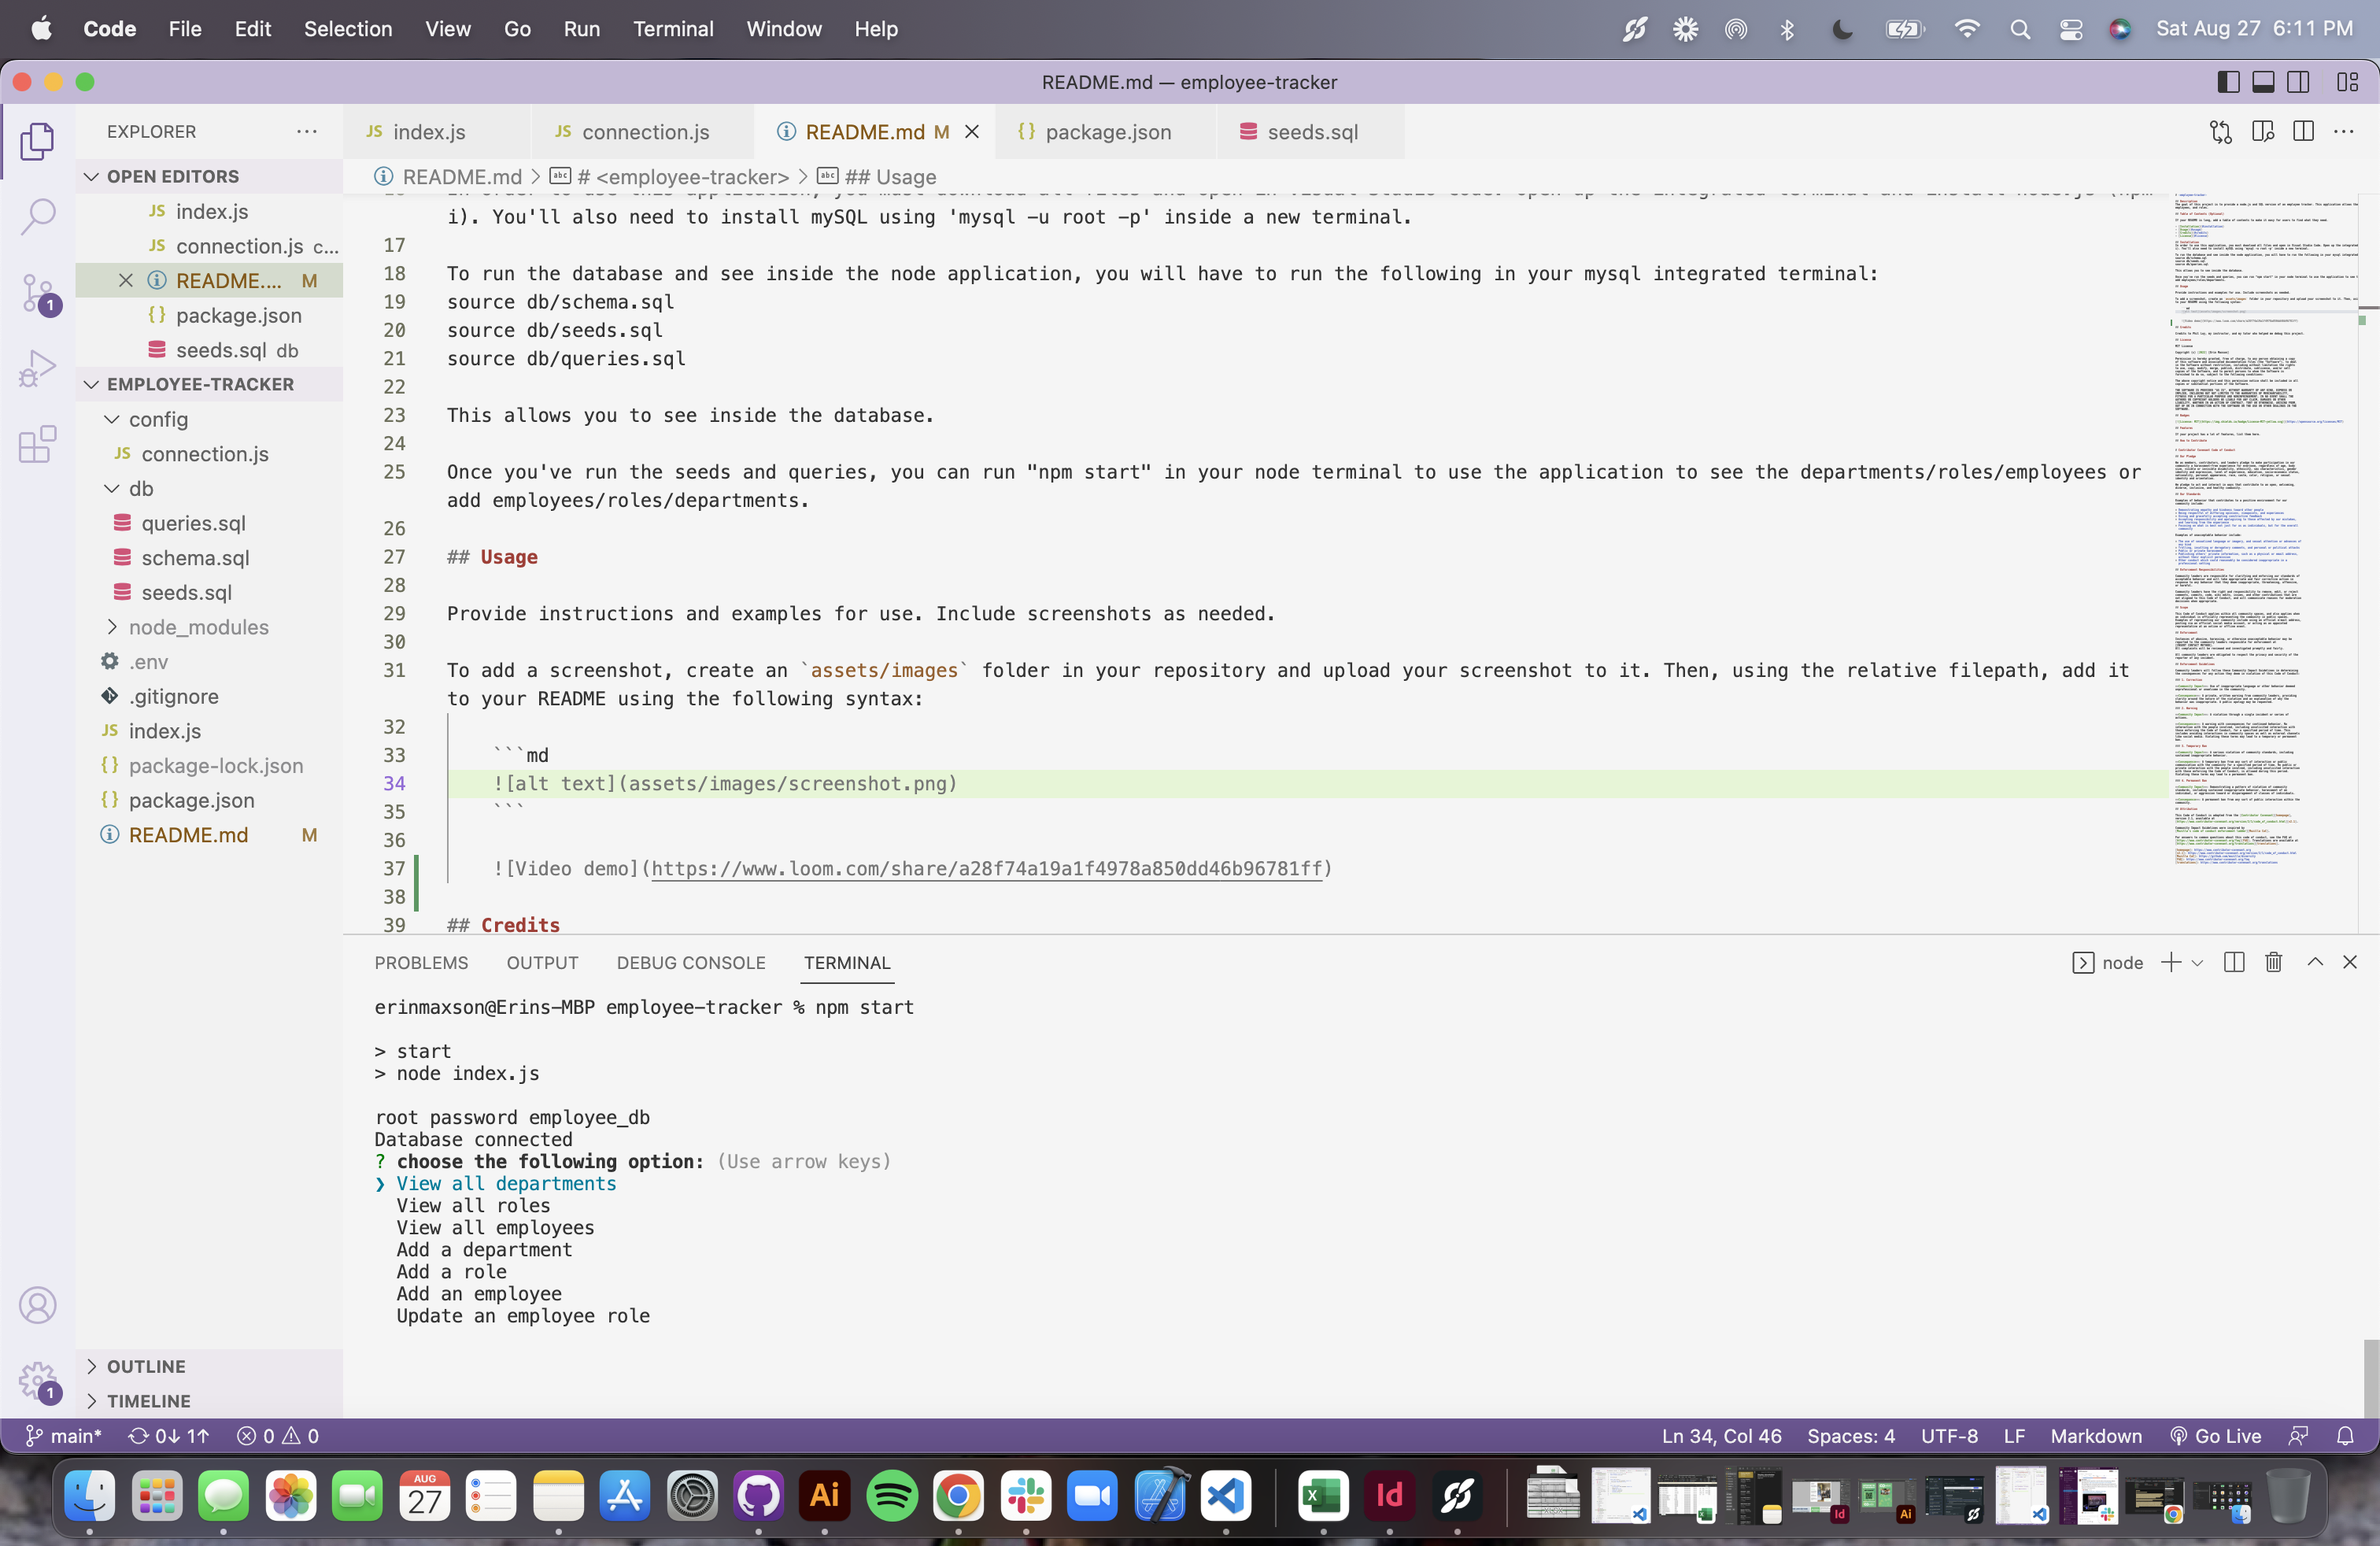 Code File Edit Selection View Go Run Terminal Window Help Sat Aug 27 6:11 PM
README.md — employee-tracker
EXPLORER
index.js connection.js README.md M package.json seeds.sql
OPEN EDITORS
README.md > # <employee-tracker> > ## Usage
index.js
connection.js c...
README.... M
package.json
seeds.sql db
EMPLOYEE-TRACKER
config
connection.js
db
queries.sql
schema.sql
seeds.sql
node_modules
.env
.gitignore
index.js
package-lock.json
package.json
README.md M
OUTLINE
TIMELINE
i). You'll also need to install mySQL using 'mysql -u root -p' inside a new terminal.
17
18 To run the database and see inside the node application, you will have to run the following in your mysql integrated terminal:
19 source db/schema.sql
20 source db/seeds.sql
21 source db/queries.sql
22
23 This allows you to see inside the database.
24
25 Once you've run the seeds and queries, you can run "npm start" in your node terminal to use the application to see the departments/roles/employees or
add employees/roles/departments.
26
27 ## Usage
28
29 Provide instructions and examples for use. Include screenshots as needed.
30
31 To add a screenshot, create an `assets/images` folder in your repository and upload your screenshot to it. Then, using the relative filepath, add it
to your README using the following syntax:
32
33 ```md
34 ![alt text](assets/images/screenshot.png)
35 ```
36
37 ![Video demo](https://www.loom.com/share/a28f74a19a1f4978a850dd46b96781ff)
38
39 ## Credits
PROBLEMS OUTPUT DEBUG CONSOLE TERMINAL node
erinmaxson@Erins-MBP employee-tracker % npm start
> start
> node index.js
root password employee_db
Database connected
? choose the following option: (Use arrow keys)
❯ View all departments
View all roles
View all employees
Add a department
Add a role
Add an employee
Update an employee role
main* 0↓ 1↑ 0 0 Ln 34, Col 46 Spaces: 4 UTF-8 LF Markdown Go Live
AUG
27
Ai
Id